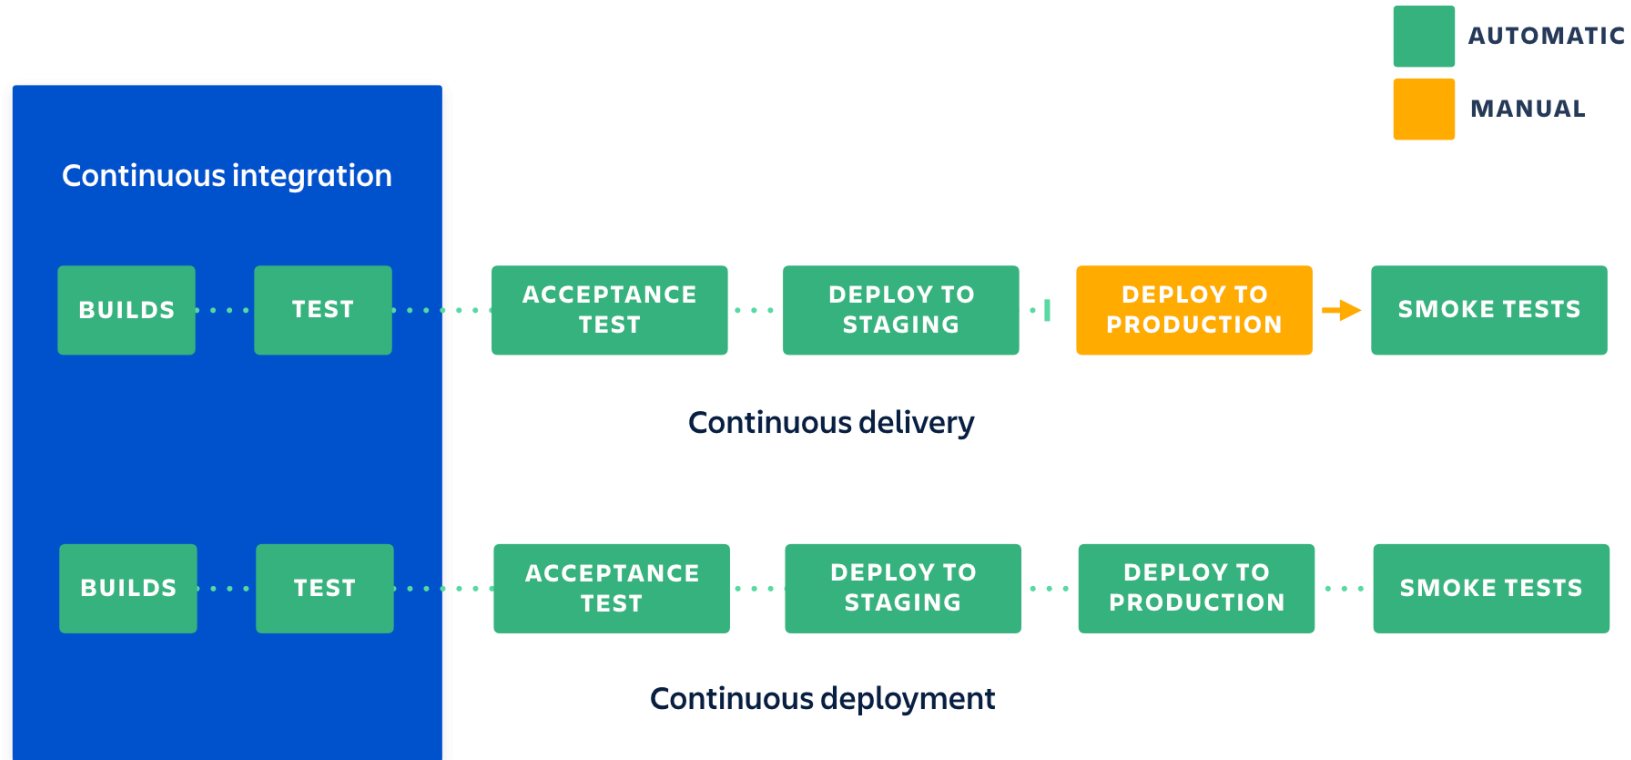 AUTOMATIC
MANUAL
Continuous integration
BUILDS
TEST
ACCEPTANCE
TEST
DEPLOY TO
STAGING
DEPLOY TO
PRODUCTION
SMOKE TESTS
Continuous delivery
BUILDS
TEST
ACCEPTANCE
TEST
DEPLOY TO
STAGING
DEPLOY TO
PRODUCTION
SMOKE TESTS
Continuous deployment